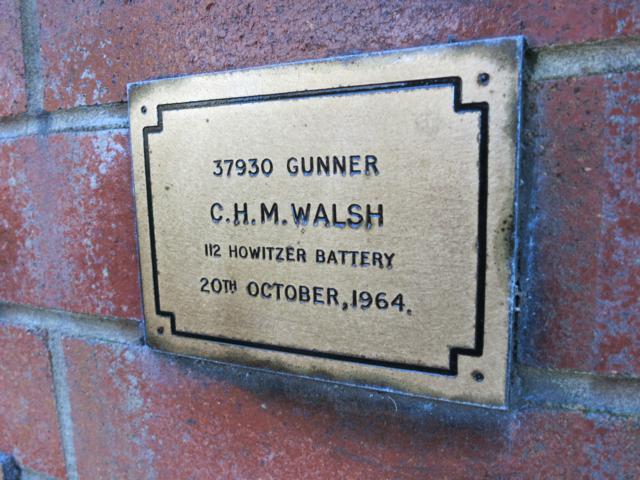 37930 GUNNER
C.H.M.WALSH
112 HOWITZER BATTERY
20TH OCTOBER,1964.